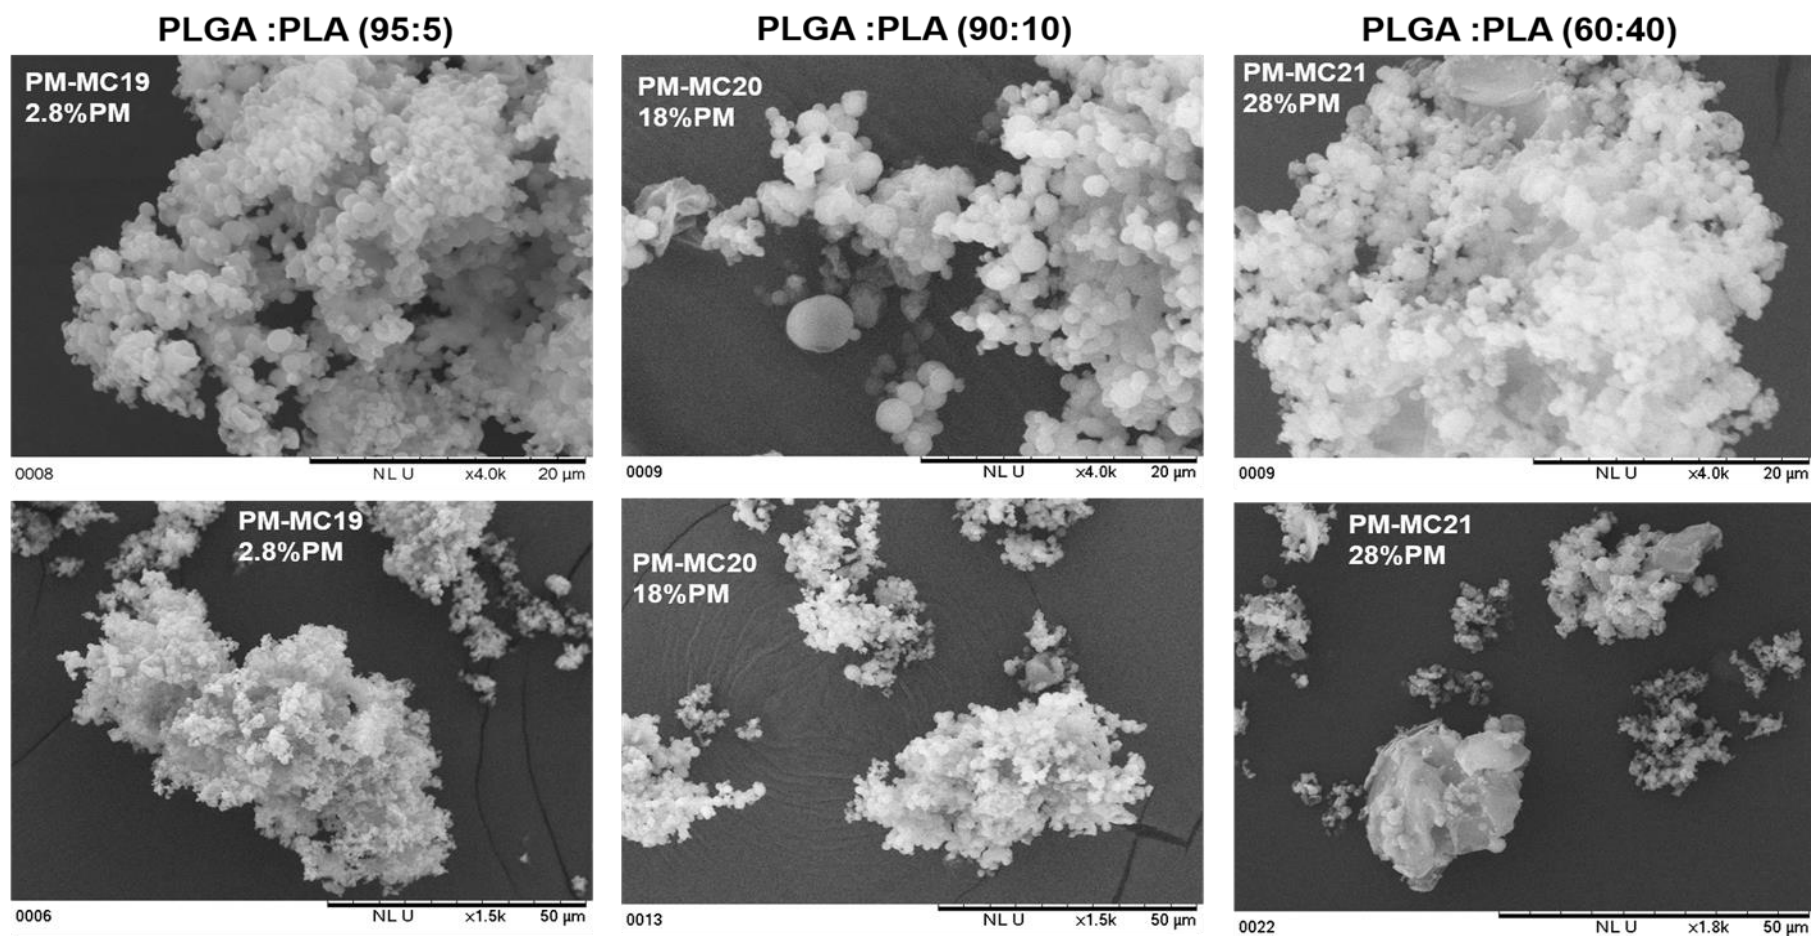 PLGA :PLA (95:5)
PLGA :PLA (90:10)
PLGA :PLA (60:40)
PM-MC19
2.8%PM
0008 NL U x4.0k 20 µm
PM-MC20
18%PM
0009 NL U x4.0k 20 µm
PM-MC21
28%PM
0009 NL U x4.0k 20 µm
PM-MC19
2.8%PM
0006 NL U x1.5k 50 µm
PM-MC20
18%PM
0013 NL U x1.5k 50 µm
PM-MC21
28%PM
0022 NL U x1.8k 50 µm